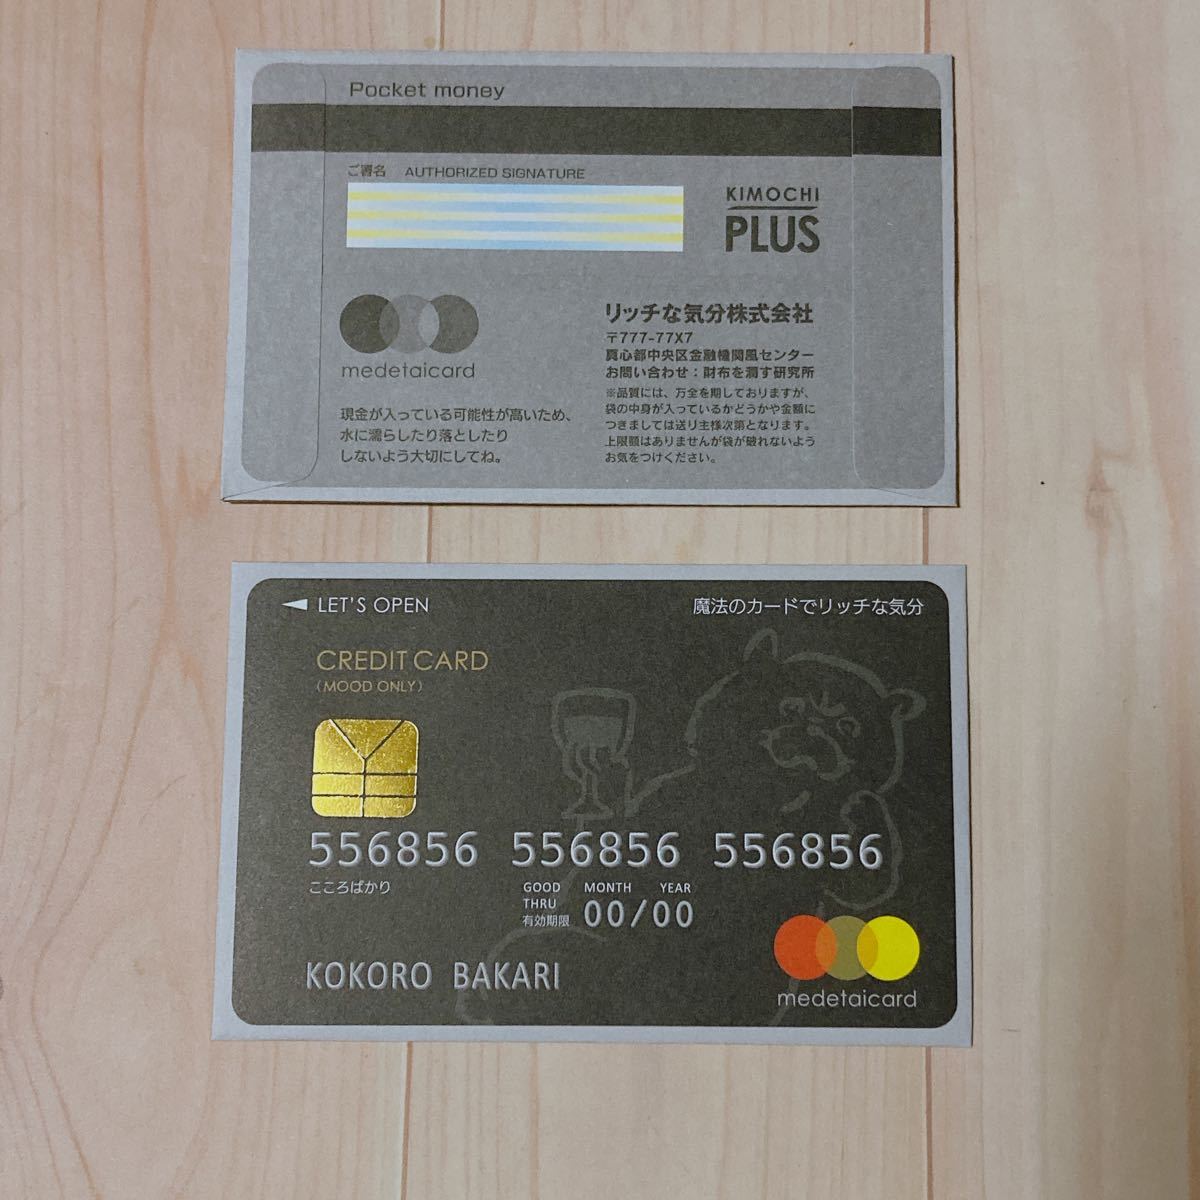 Pocket money
ご署名 AUTHORIZED SIGNATURE
KIMOCHI
PLUS
medetaicard
現金が入っている可能性が高いため、
水に濡らしたり落としたり
しないよう大切にしてね。
リッチな気分株式会社
〒777-77X7
真心都中央区金融機関風センター
お問い合わせ：財布を潤す研究所
※品質には、万全を期しておりますが、
袋の中身が入っているかどうかや金額に
つきましては送り主様次第となります。
上限額はありませんが袋が破れないよう
お気をつけください。
LET'S OPEN
魔法のカードでリッチな気分
CREDIT CARD
(MOOD ONLY)
556856 556856 556856
こころばかり
GOOD THRU MONTH YEAR
有効期限 00/00
KOKORO BAKARI
medetaicard